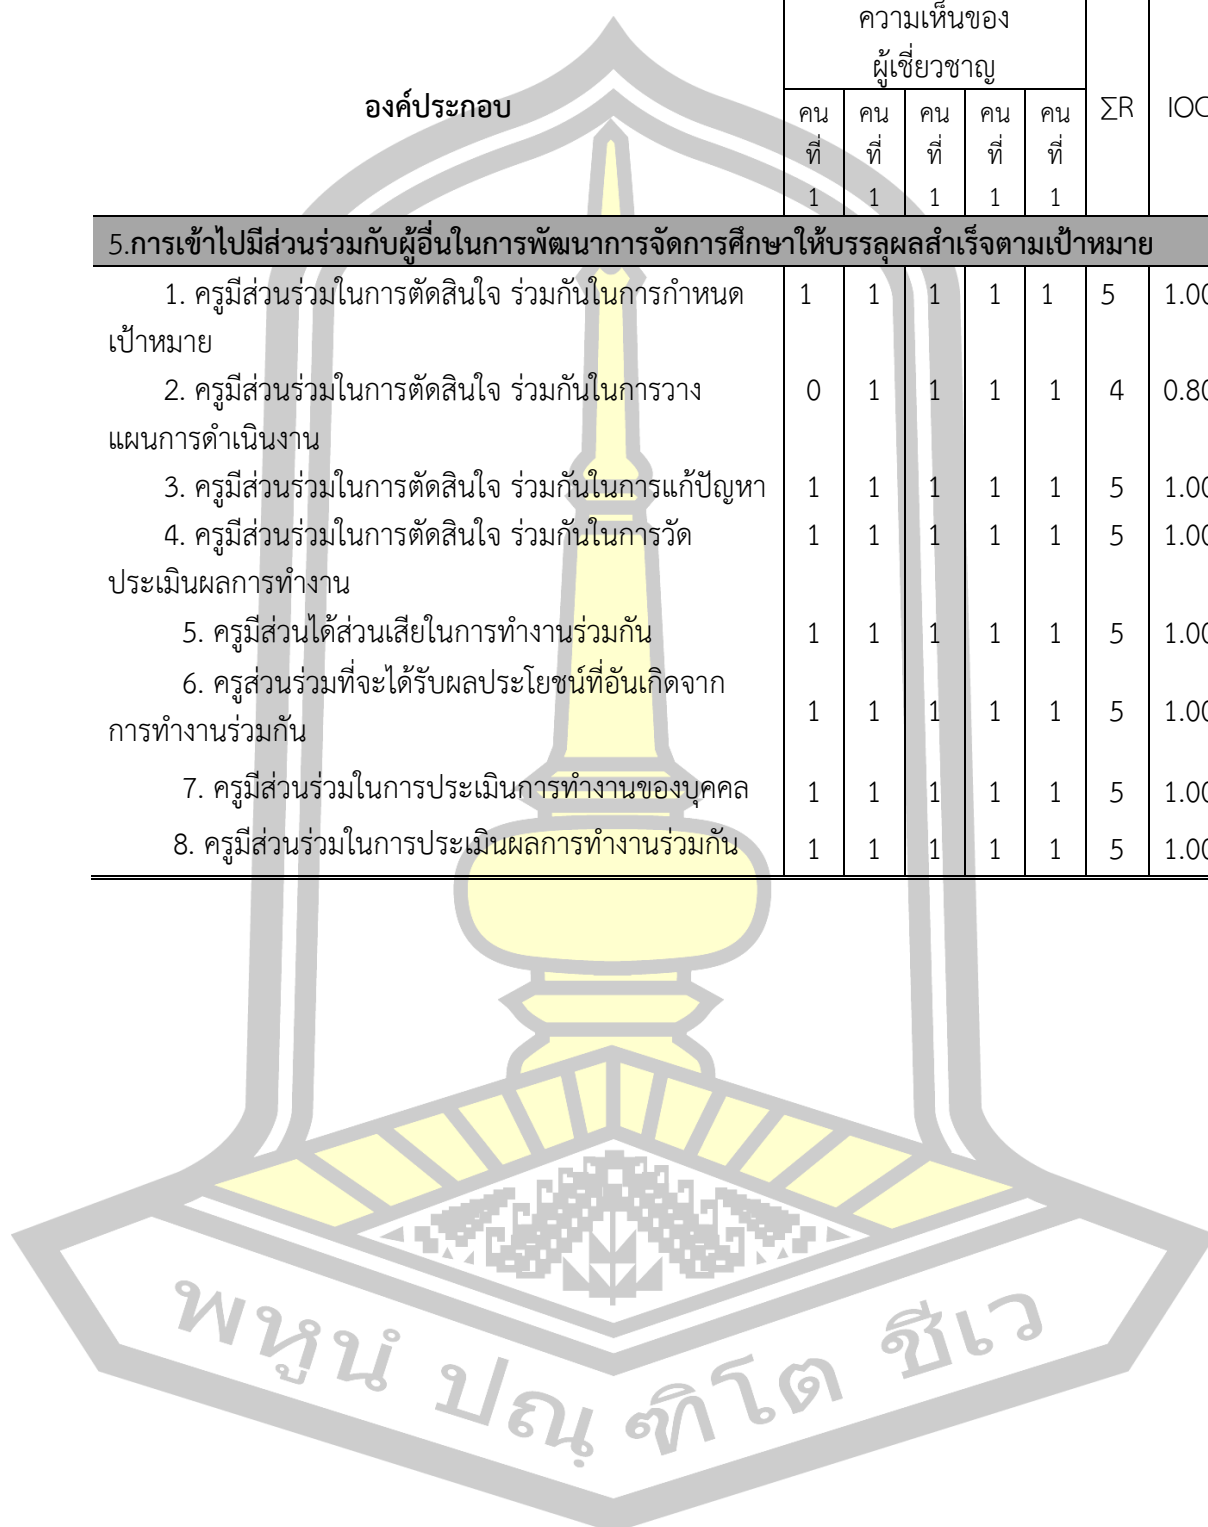 ความเห็นของ
ผู้เชี่ยวชาญ
องค์ประกอบ คน คน คน คน คน ΣR IOC
ที่ ที่ ที่ ที่ ที่
1 1 1 1 1
5.การเข้าไปมีส่วนร่วมกับผู้อื่นในการพัฒนาการจัดการศึกษาให้บรรลุผลสำเร็จตามเป้าหมาย
1. ครูมีส่วนร่วมในการตัดสินใจ ร่วมกันในการกำหนด 1 1 1 1 1 5 1.00
เป้าหมาย
2. ครูมีส่วนร่วมในการตัดสินใจ ร่วมกันในการวาง 0 1 1 1 1 4 0.80
แผนการดำเนินงาน
3. ครูมีส่วนร่วมในการตัดสินใจ ร่วมกันในการแก้ปัญหา 1 1 1 1 1 5 1.00
4. ครูมีส่วนร่วมในการตัดสินใจ ร่วมกันในการวัด 1 1 1 1 1 5 1.00
ประเมินผลการทำงาน
5. ครูมีส่วนได้ส่วนเสียในการทำงานร่วมกัน 1 1 1 1 1 5 1.00
6. ครูส่วนร่วมที่จะได้รับผลประโยชน์ที่อันเกิดจาก
การทำงานร่วมกัน 1 1 1 1 1 5 1.00
7. ครูมีส่วนร่วมในการประเมินการทำงานของบุคคล 1 1 1 1 1 5 1.00
8. ครูมีส่วนร่วมในการประเมินผลการทำงานร่วมกัน 1 1 1 1 1 5 1.00
พหูนํ ปณฺฑิโต ชีเว